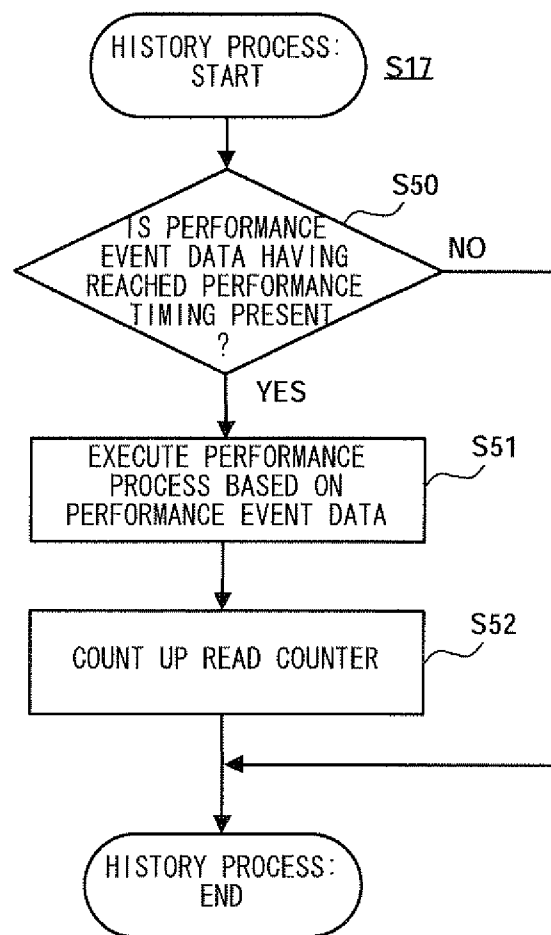 HISTORY PROCESS:
START
S17
S50
IS PERFORMANCE
EVENT DATA HAVING
REACHED PERFORMANCE
TIMING PRESENT
?
NO
YES
S51
EXECUTE PERFORMANCE
PROCESS BASED ON
PERFORMANCE EVENT DATA
S52
COUNT UP READ COUNTER
HISTORY PROCESS:
END